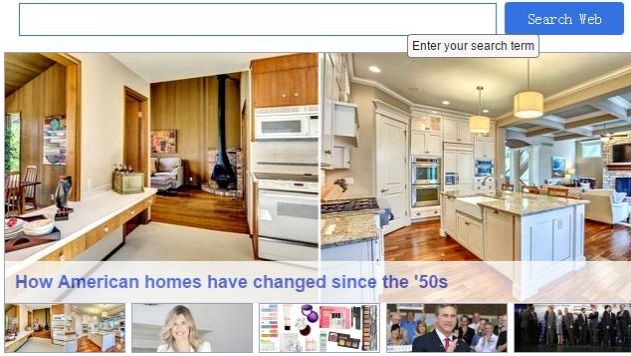 Search Web
Enter your search term
How American homes have changed since the '50s